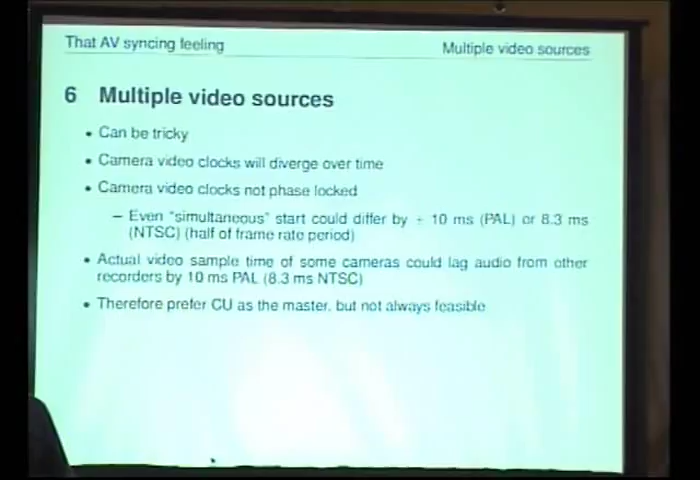 That AV syncing feeling
Multiple video sources
6 Multiple video sources
• Can be tricky
• Camera video clocks will diverge over time
• Camera video clocks not phase locked
– Even "simultaneous" start could differ by ÷ 10 ms (PAL) or 8.3 ms
(NTSC) (half of frame rate period)
• Actual video sample time of some cameras could lag audio from other
recorders by 10 ms PAL (8.3 ms NTSC)
• Therefore prefer CU as the master, but not always feasible